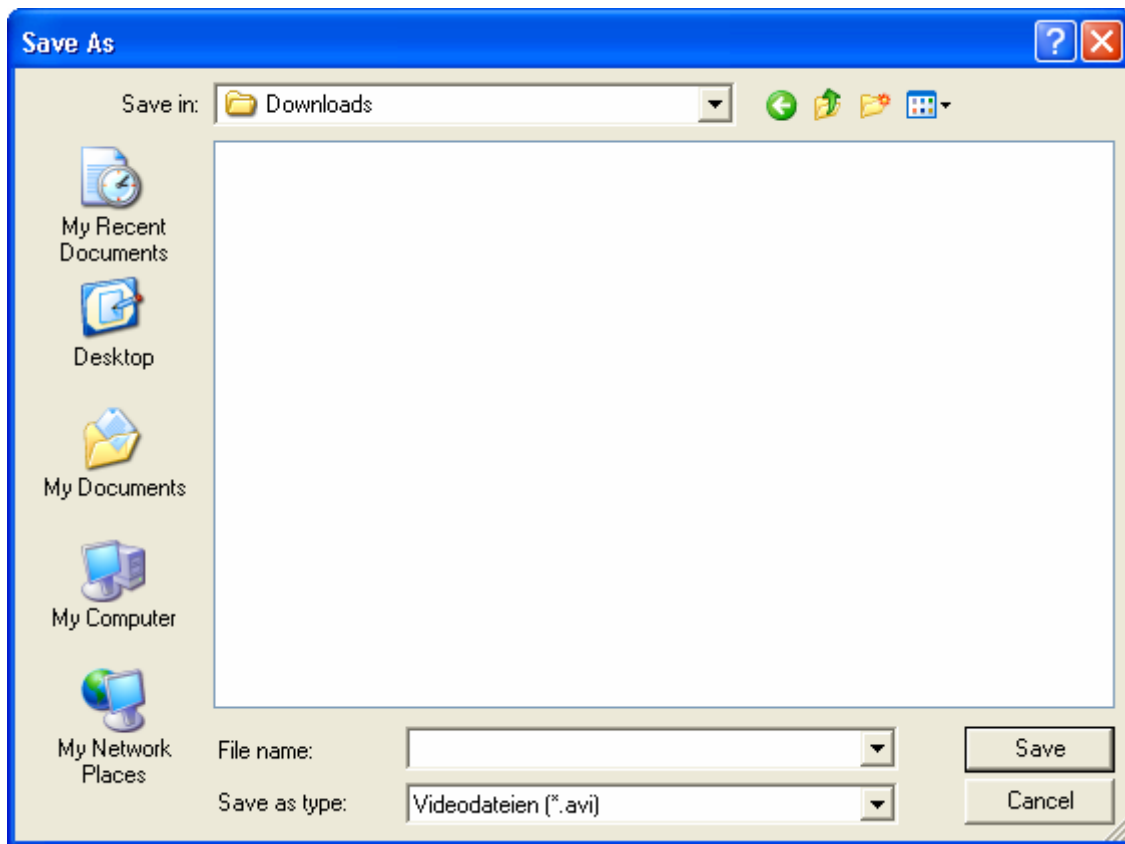 Save As
Save in:
Downloads
My Recent
Documents
Desktop
My Documents
My Computer
My Network
Places
File name:
Save
Save as type:
Videodateien (*.avi)
Cancel